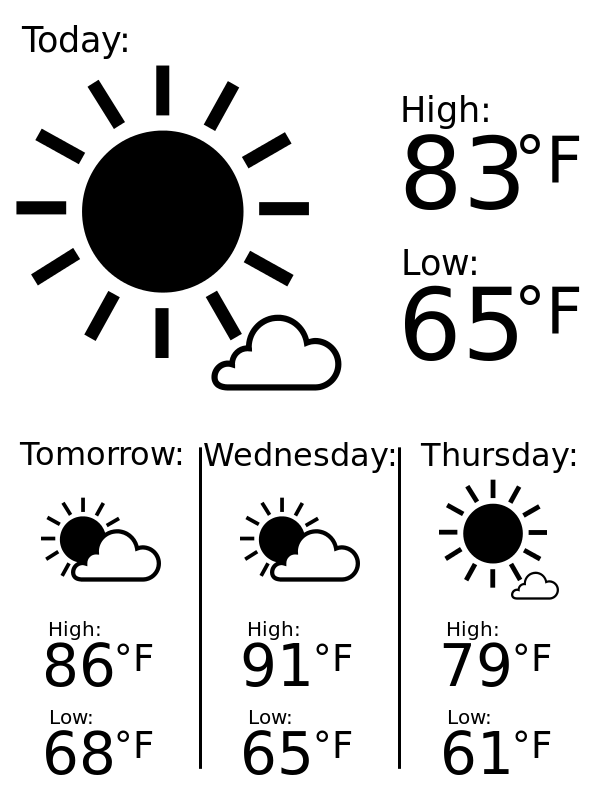 Today:
High:
83°F
Low:
65°F
Tomorrow:
High:
86°F
Low:
68°F
Wednesday:
High:
91°F
Low:
65°F
Thursday:
High:
79°F
Low:
61°F